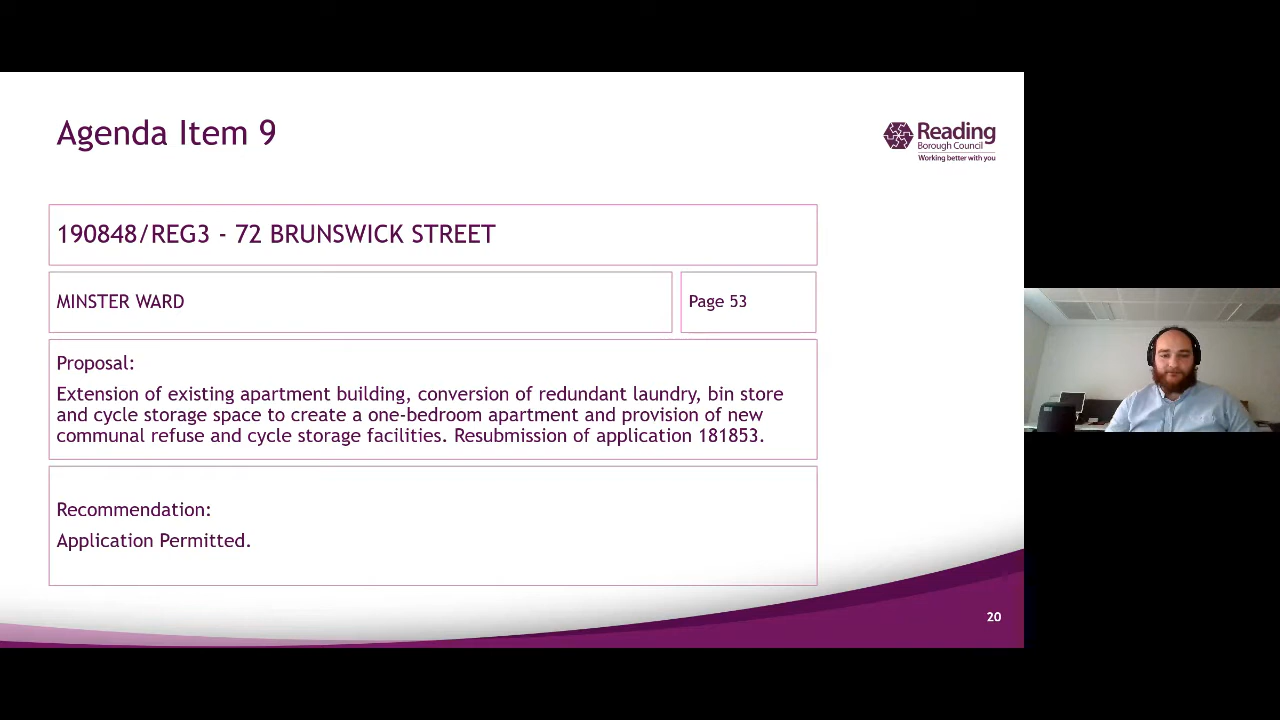 Agenda Item 9
Reading
Borough Council
Working better with you
190848/REG3 - 72 BRUNSWICK STREET
MINSTER WARD
Page 53
Proposal:
Extension of existing apartment building, conversion of redundant laundry, bin store
and cycle storage space to create a one-bedroom apartment and provision of new
communal refuse and cycle storage facilities. Resubmission of application 181853.
Recommendation:
Application Permitted.
20